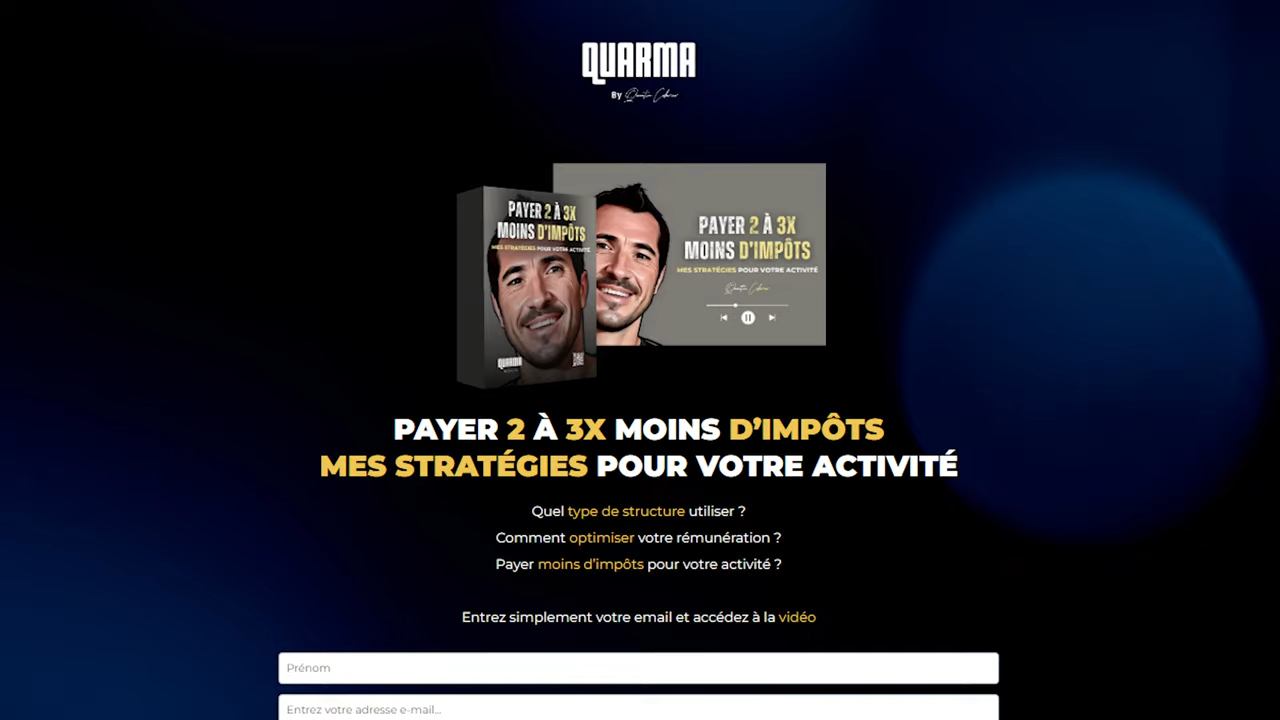 QUARMA
By
PAYER 2 À 3X
MOINS D'IMPÔTS
MES STRATÉGIES POUR VOTRE ACTIVITÉ
QUARMA
PAYER 2 À 3X
MOINS D'IMPÔTS
MES STRATÉGIES POUR VOTRE ACTIVITÉ
PAYER 2 À 3X MOINS D’IMPÔTS
MES STRATÉGIES POUR VOTRE ACTIVITÉ
Quel type de structure utiliser ?
Comment optimiser votre rémunération ?
Payer moins d’impôts pour votre activité ?
Entrez simplement votre email et accédez à la vidéo
Prénom
Entrez votre adresse e-mail...